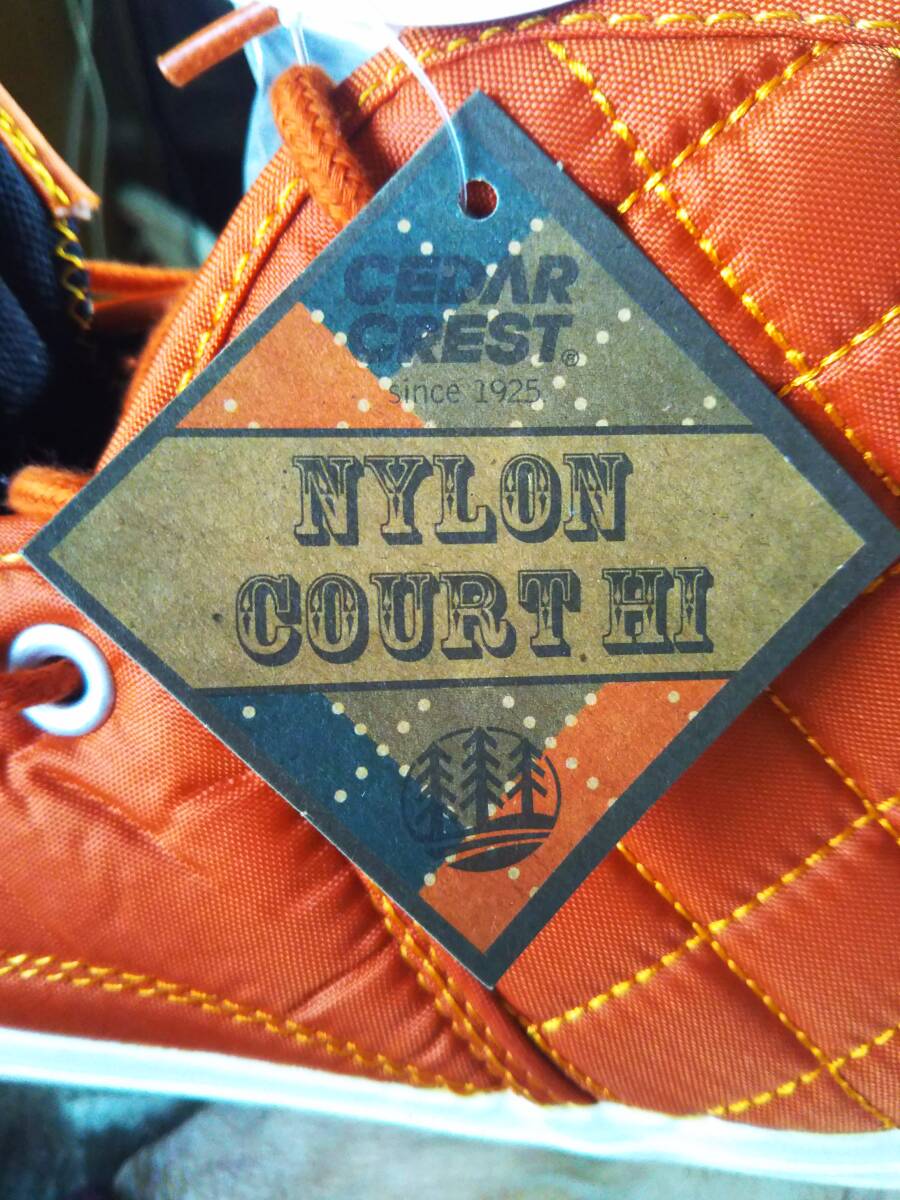 CEDAR
CREST®
since 1925
NYLON
COURT HI